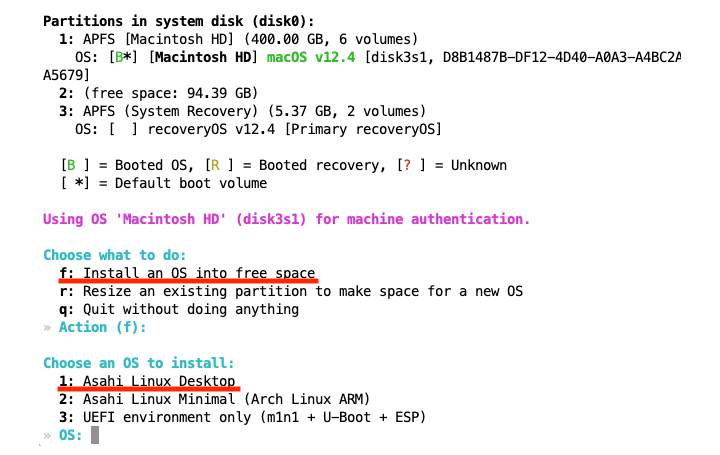 Partitions in system disk (disk0):
1: APFS [Macintosh HD] (400.00 GB, 6 volumes)
OS: [B*] [Macintosh HD] macOS v12.4 [disk3s1, D8B1487B-DF12-4D40-A0A3-A4BC2A
A5679]
2: (free space: 94.39 GB)
3: APFS (System Recovery) (5.37 GB, 2 volumes)
OS: [  ] recoveryOS v12.4 [Primary recoveryOS]
[B ] = Booted OS, [R ] = Booted recovery, [? ] = Unknown
[ *] = Default boot volume
Using OS 'Macintosh HD' (disk3s1) for machine authentication.
Choose what to do:
f: Install an OS into free space
r: Resize an existing partition to make space for a new OS
q: Quit without doing anything
» Action (f):
Choose an OS to install:
1: Asahi Linux Desktop
2: Asahi Linux Minimal (Arch Linux ARM)
3: UEFI environment only (m1n1 + U-Boot + ESP)
» OS: